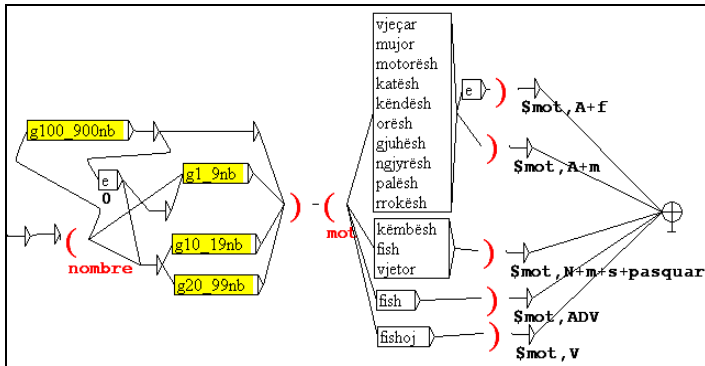 g100_900nb
e
0
g1_9nb
g10_19nb
g20_99nb
(
nombre
)
-
(
mot
vjeçar
mujor
motorësh
katësh
këndësh
orësh
gjuhësh
ngjyrësh
palësh
rrokësh
e
)
$mot,A+f
)
$mot,A+m
këmbësh
fish
vjetor
)
$mot,N+m+s+pasquar
fish
)
$mot,ADV
fishoj
)
$mot,V